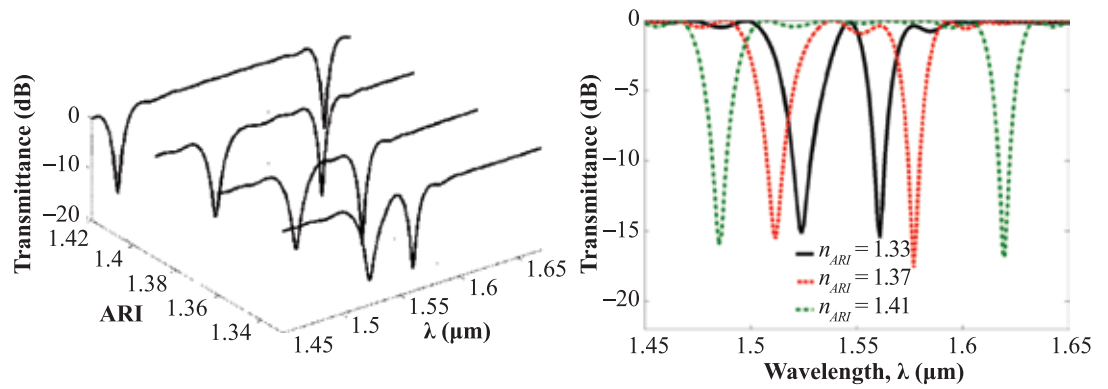 Transmittance (dB)
0
−10
−20
1.42
1.4
1.38
1.36
1.34
ARI
1.45
1.5
1.55
1.6
1.65
λ (μm)
Transmittance (dB)
0
−5
−10
−15
−20
n_ARI = 1.33
n_ARI = 1.37
n_ARI = 1.41
1.45
1.5
1.55
1.6
1.65
Wavelength, λ (μm)